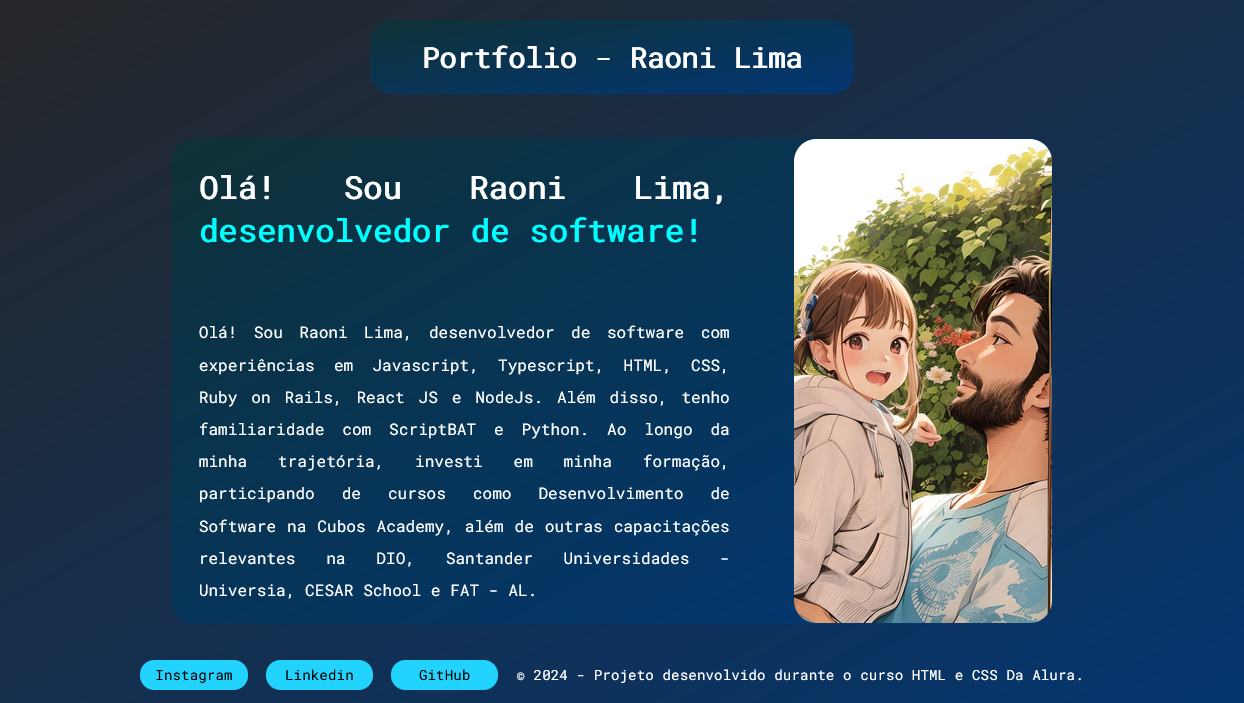 Portfolio - Raoni Lima
Olá! Sou Raoni Lima,
desenvolvedor de software!
Olá! Sou Raoni Lima, desenvolvedor de software com
experiências em Javascript, Typescript, HTML, CSS,
Ruby on Rails, React JS e NodeJs. Além disso, tenho
familiaridade com ScriptBAT e Python. Ao longo da
minha trajetória, investi em minha formação,
participando de cursos como Desenvolvimento de
Software na Cubos Academy, além de outras capacitações
relevantes na DIO, Santander Universidades -
Universia, CESAR School e FAT - AL.
Instagram Linkedin GitHub © 2024 - Projeto desenvolvido durante o curso HTML e CSS Da Alura.